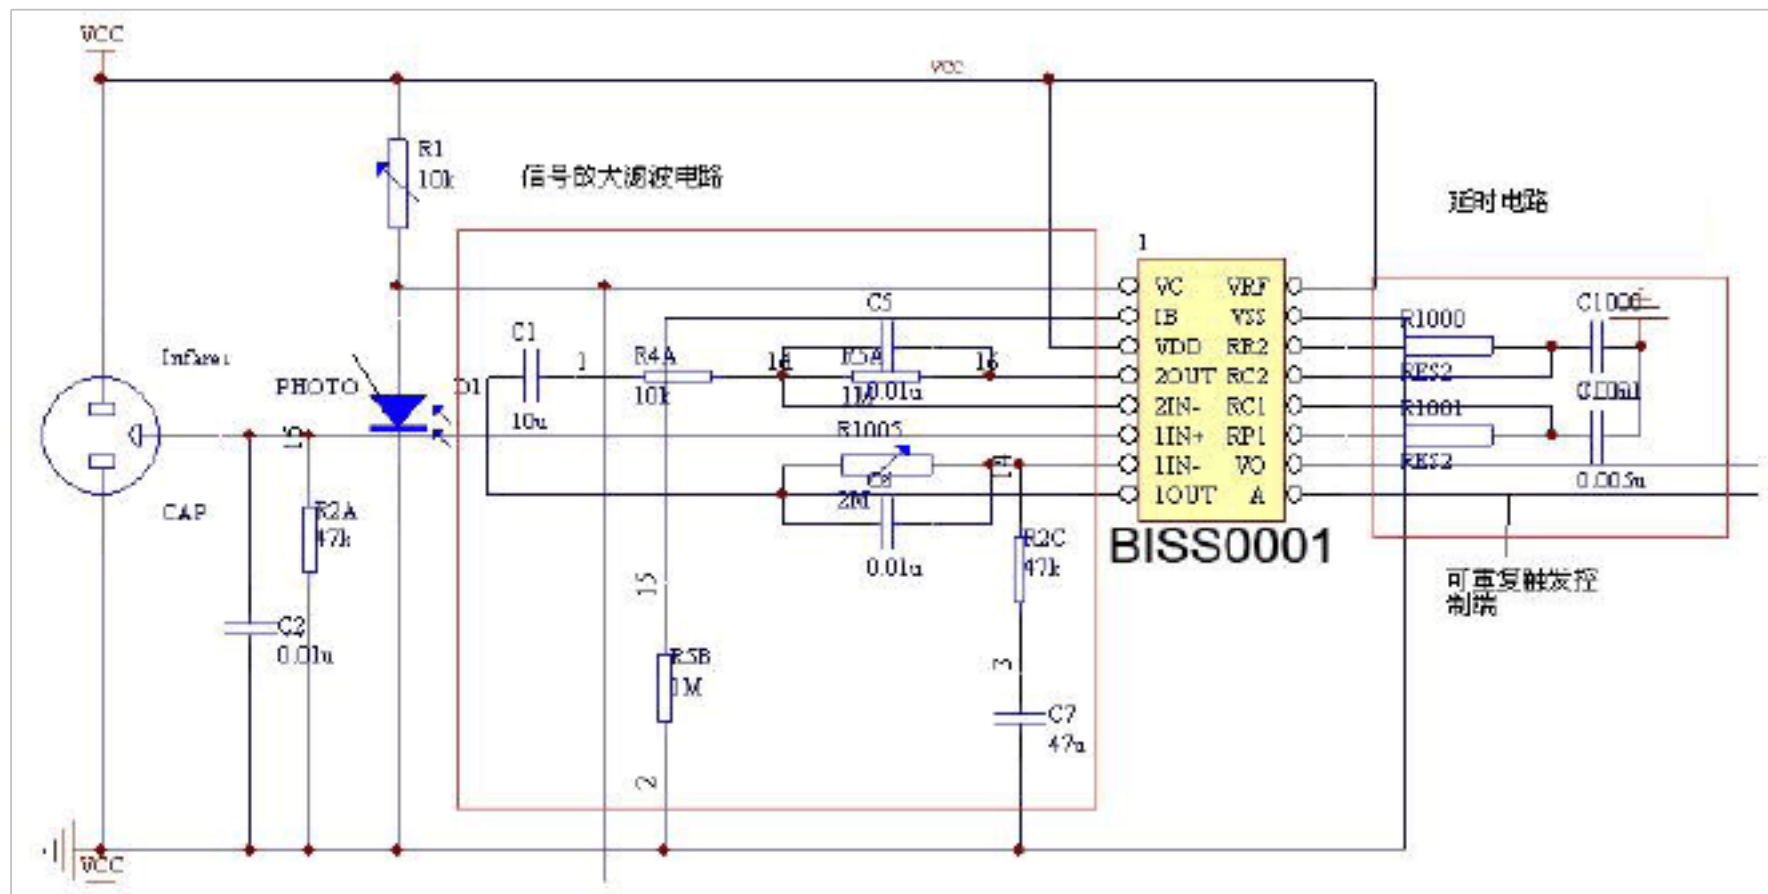 VCC
VCC
R1
10k
信号放大滤波电路
延时电路
1
VC
VRF
C5
C1000
IB
VSS
R1000
C1
Infare
1
R4A
R5A
16
VDD
RR2
PHOTO
D1
2OUT
RC2
RES2
10k
0.01u
10u
2IN-
RC1
R1001
R1005
15
1IN+
RP1
1IN-
VO
RES2
0.005u
2M
1OUT
A
CAP
R2A
47k
BISS0001
R2C
47k
0.01u
可重复触发控
制端
15
C2
0.01u
R5B
1M
3
C7
47u
2
VCC